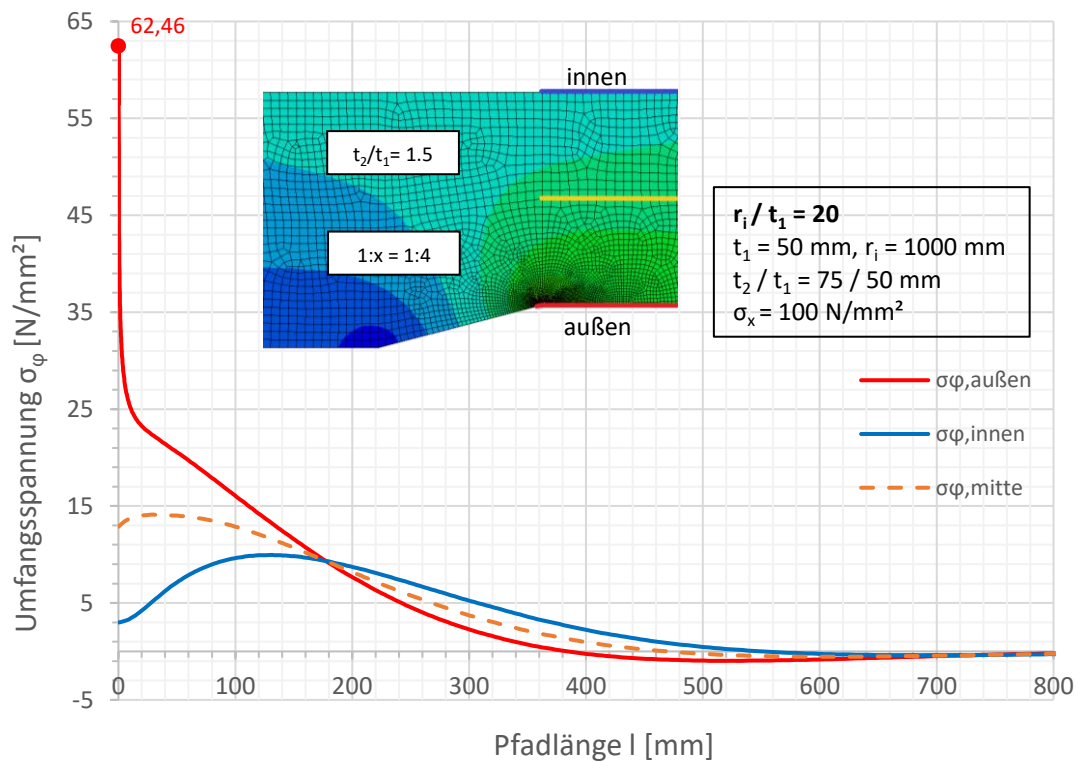 65
55
45
35
25
15
5
-5
Umfangssspannung σφ [N/mm²]
62,46
innen
t₂/t₁= 1.5
1:x = 1:4
außen
rᵢ / t₁ = 20
t₁ = 50 mm, rᵢ = 1000 mm
t₂ / t₁ = 75 / 50 mm
σₓ = 100 N/mm²
σφ,außen
σφ,innen
σφ,mitte
0 100 200 300 400 500 600 700 800
Pfadlänge l [mm]